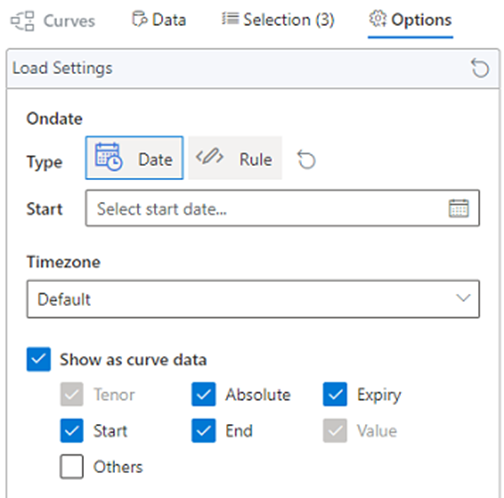 Curves Data Selection (3) Options
Load Settings
Ondate
Type Date Rule
Start Select start date...
Timezone
Default
Show as curve data
Tenor Absolute Expiry
Start End Value
Others